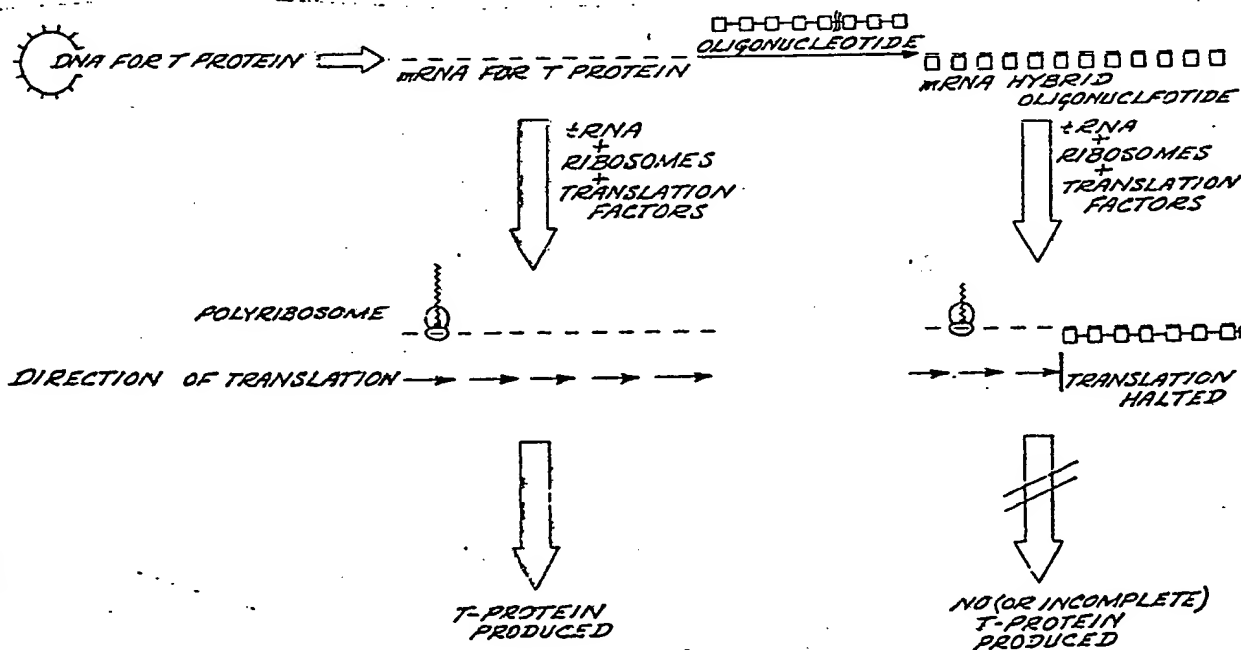 DNA FOR T PROTEIN
mRNA FOR T PROTEIN
OLIGONUCLEOTIDE
mRNA HYBRID
OLIGONUCLEOTIDE
tRNA
+
RIBOSOMES
+
TRANSLATION
FACTORS
tRNA
+
RIBOSOMES
+
TRANSLATION
FACTORS
POLYRIBOSOME
DIRECTION OF TRANSLATION
TRANSLATION
HALTED
T-PROTEIN
PRODUCED
NO (OR INCOMPLETE)
T-PROTEIN
PRODUCED